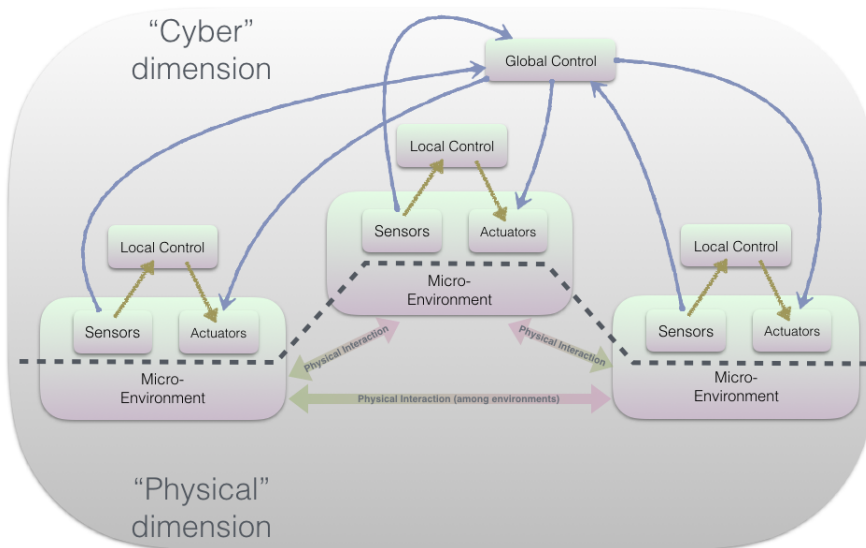 “Cyber”
dimension
Global Control
Local Control
Sensors
Actuators
Micro-
Environment
Local Control
Sensors
Actuators
Micro-
Environment
Local Control
Sensors
Actuators
Micro-
Environment
Physical Interaction
Physical Interaction
Physical Interaction (among environments)
“Physical”
dimension